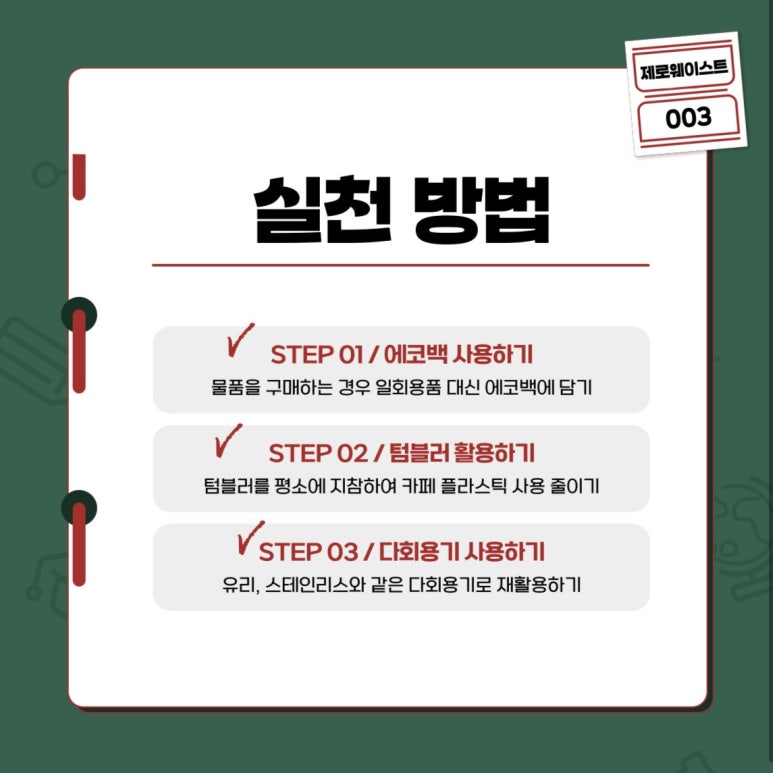 제로웨이스트
003
실천 방법
STEP 01 / 에코백 사용하기
물품을 구매하는 경우 일회용품 대신 에코백에 담기
STEP 02 / 텀블러 활용하기
텀블러를 평소에 지참하여 카페 플라스틱 사용 줄이기
STEP 03 / 다회용기 사용하기
유리, 스테인리스와 같은 다회용기로 재활용하기